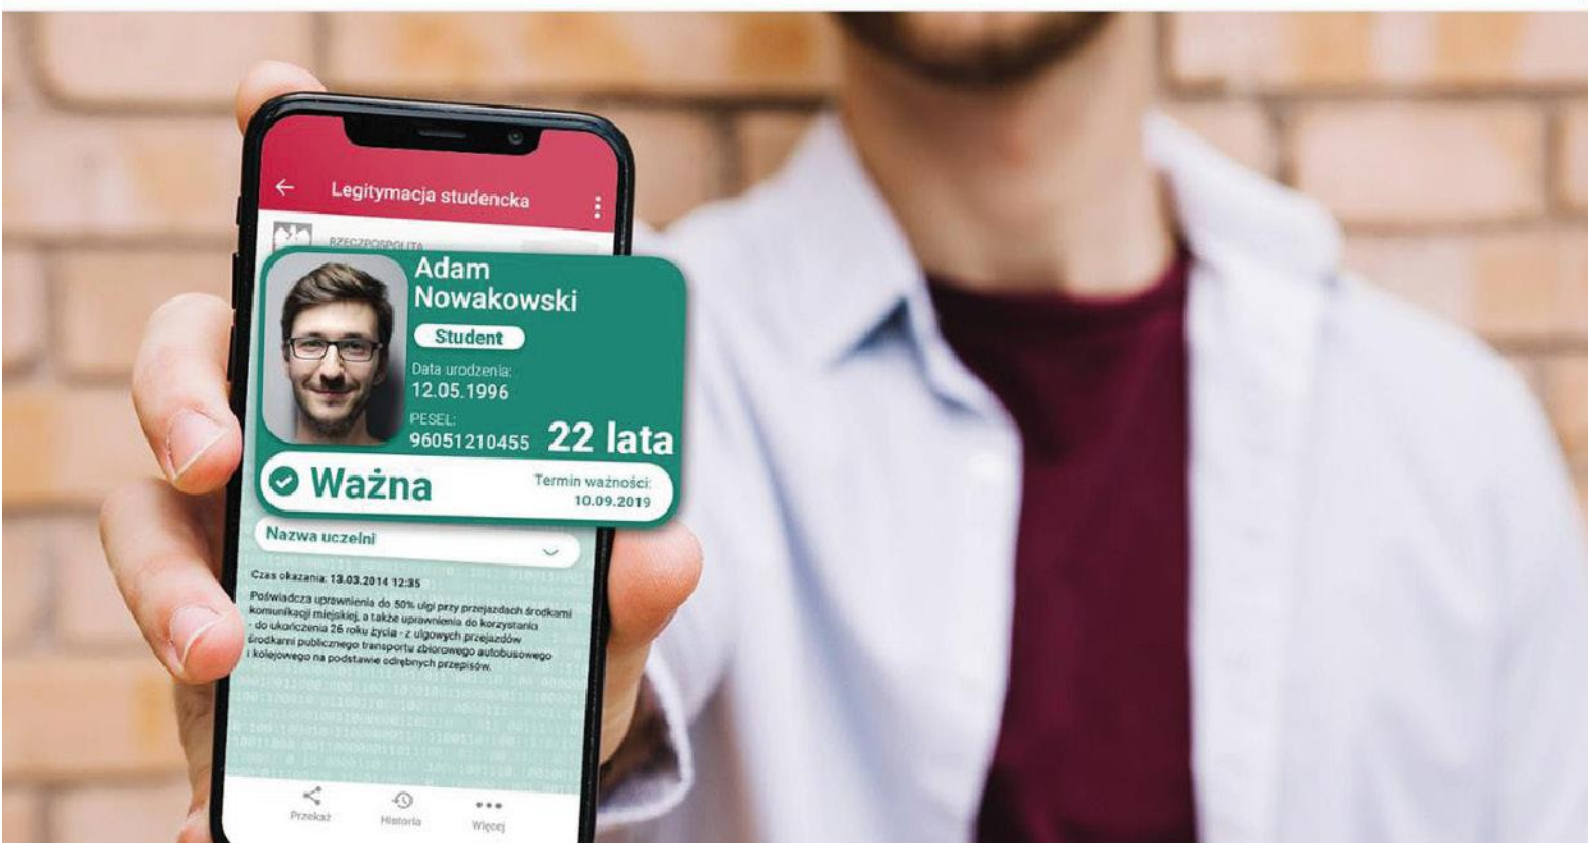 Legitymacja studencka
RZECZPOSPOLITA
Adam
Nowakowski
Student
Data urodzenia:
12.05.1996
PESEL:
96051210455
22 lata
Ważna
Termin ważności:
10.09.2019
Nazwa uczelni
Czas okazania: 13.03.2014 12:35
Poświadcza uprawnienia do 50% ulgi przy przejazdach środkami
komunikacji miejskiej, a także uprawnienia do korzystania
- do ukończenia 26 roku życia - z ulgowych przejazdów
środkami publicznego transportu zbiorowego autobusowego
i kolejowego na podstawie odrębnych przepisów.
Przekaż
Historia
Więcej